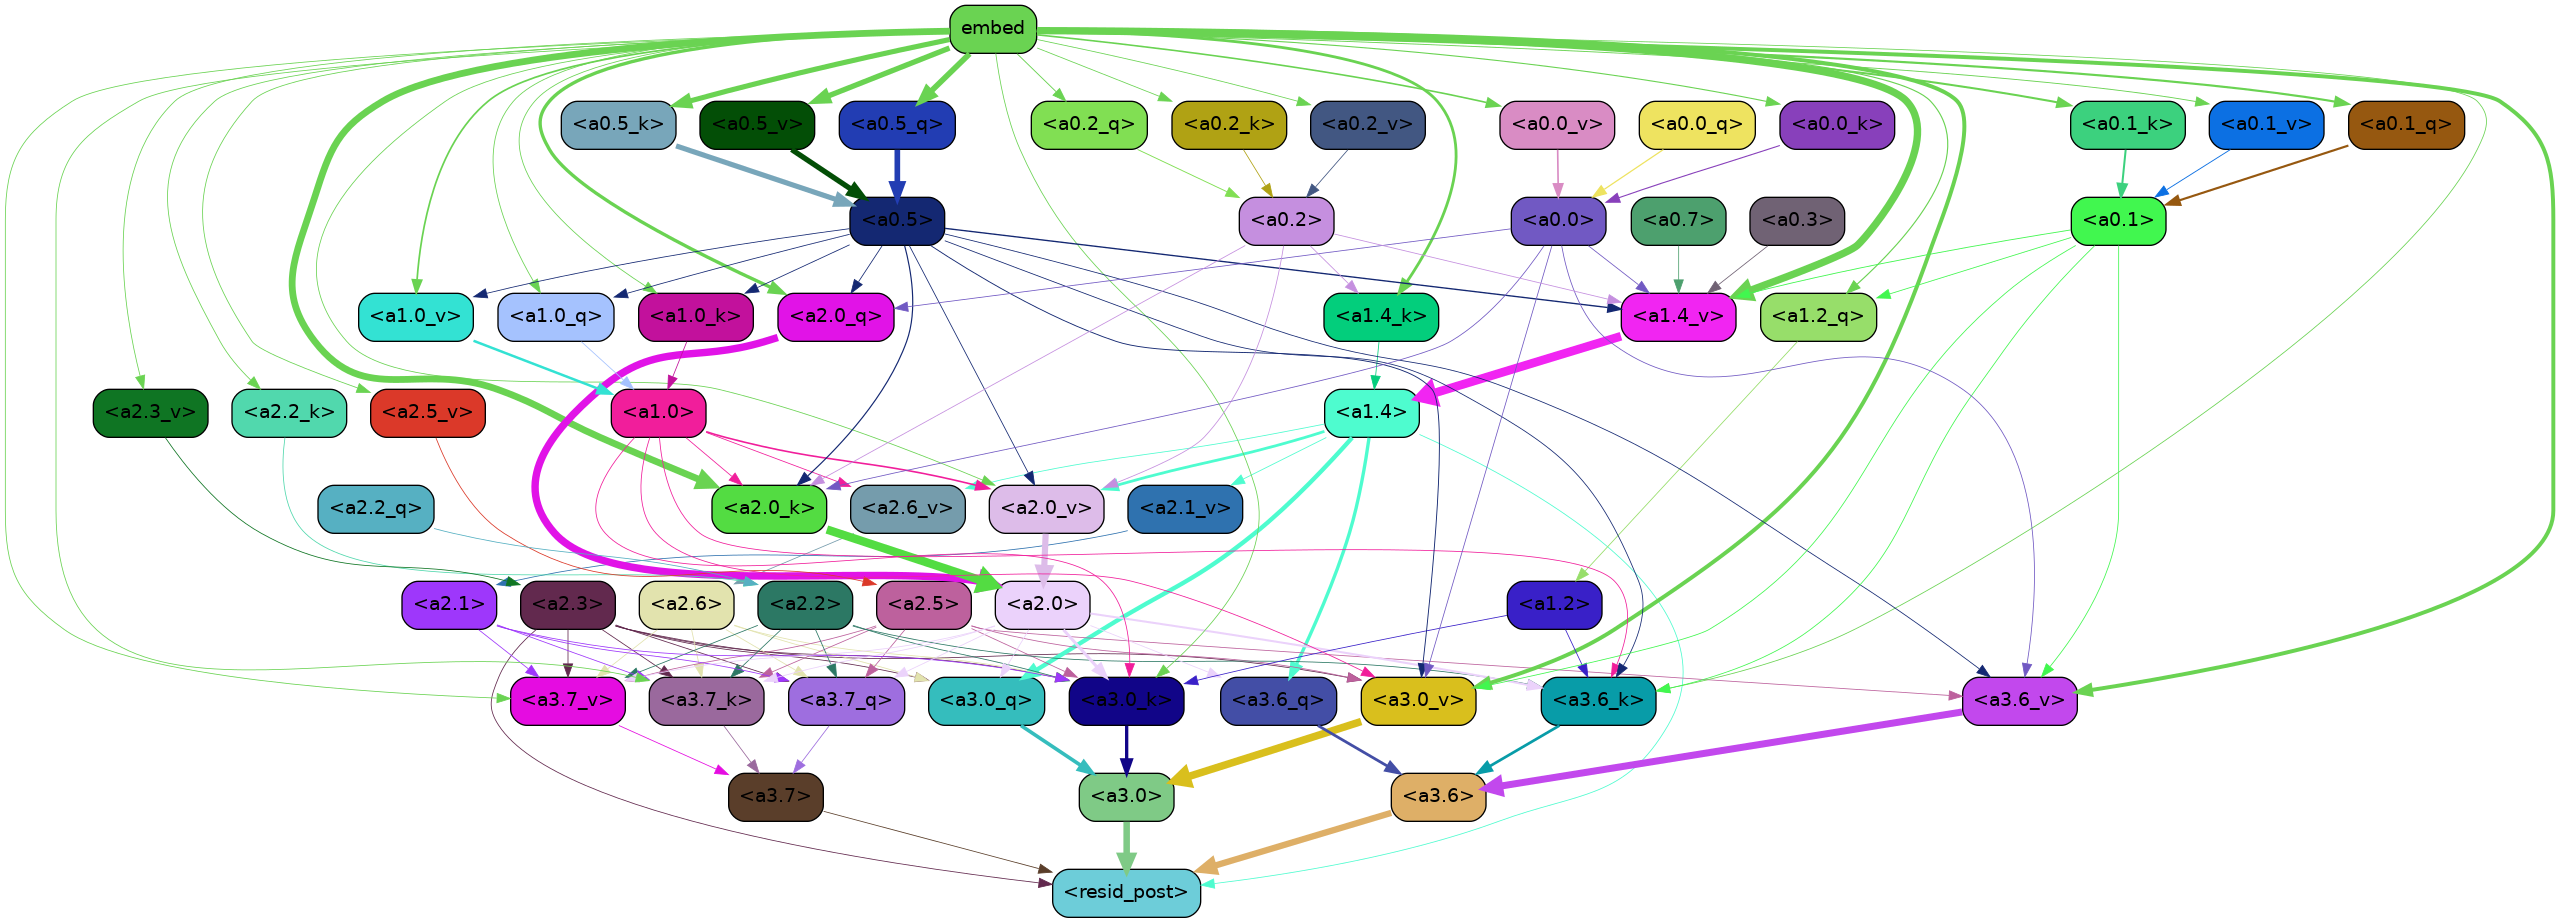 embed
<a0.5_k> <a0.5_v> <a0.5_q> <a0.2_q> <a0.2_k> <a0.2_v> <a0.0_v> <a0.0_q> <a0.0_k> <a0.1_k> <a0.1_v> <a0.1_q>
<a0.5> <a0.2> <a0.0> <a0.7> <a0.3> <a0.1>
<a1.0_v> <a1.0_q> <a1.0_k> <a2.0_q> <a1.4_k> <a1.4_v> <a1.2_q>
<a2.3_v> <a2.2_k> <a2.5_v> <a1.0> <a1.4>
<a2.2_q> <a2.0_k> <a2.6_v> <a2.0_v> <a2.1_v>
<a2.1> <a2.3> <a2.6> <a2.2> <a2.5> <a2.0> <a1.2>
<a3.7_v> <a3.7_k> <a3.7_q> <a3.0_q> <a3.0_k> <a3.6_q> <a3.0_v> <a3.6_k> <a3.6_v>
<a3.7> <a3.0> <a3.6>
<resid_post>